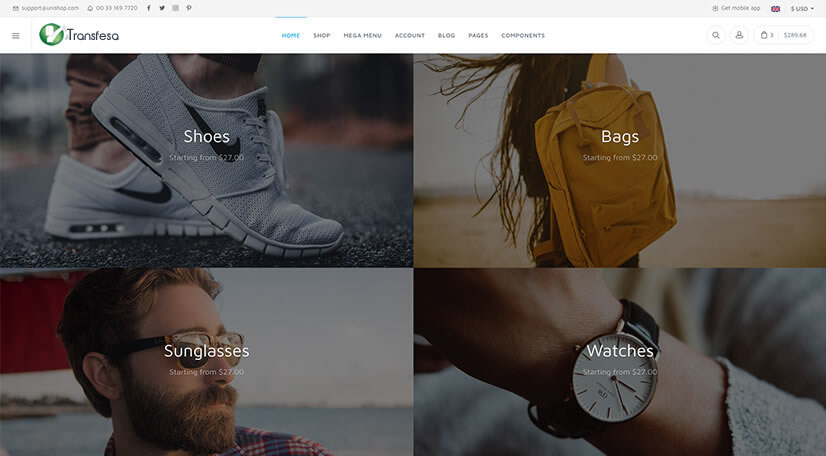 support@unishop.com 00 33 169 7720 Get mobile app $ USD
Transfesa HOME SHOP MEGA MENU ACCOUNT BLOG PAGES COMPONENTS 3 $289.68
Shoes
Starting from $27.00
Bags
Starting from $27.00
Sunglasses
Starting from $27.00
Watches
Starting from $27.00